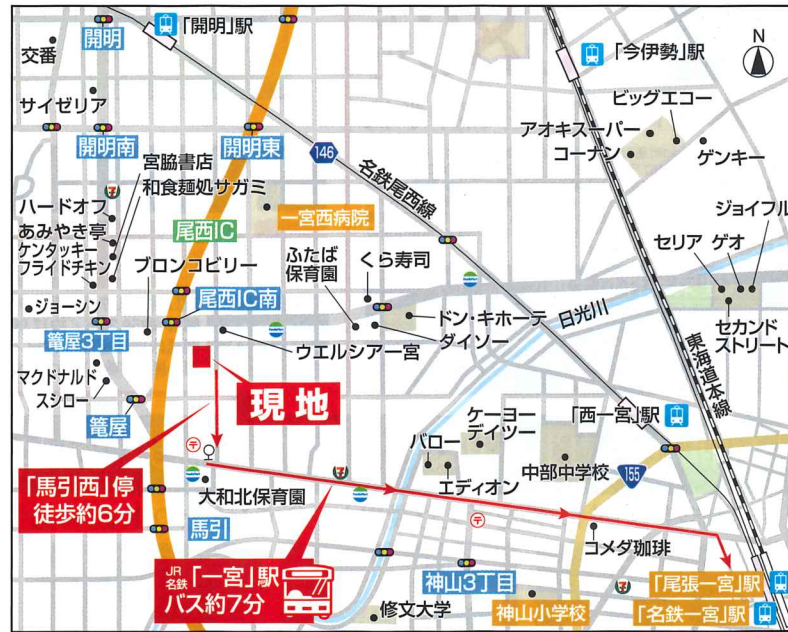 開明
「開明」駅
「今伊勢」駅
N
交番
サイゼリア
ビッグエコー
アオキスーパー
コーナン
ゲンキー
開明南
開明東
146
名鉄尾西線
宮脇書店
和食麺処サガミ
ハードオフ
あみやき亭
ケンタッキー
フライドチキン
尾西IC
一宮西病院
ジョイフル
セリア
ゲオ
ブロンコビリー
ふたば
保育園
くら寿司
ジョーシン
尾西IC南
ドン・キホーテ
日光川
セカンド
ストリート
籠屋3丁目
ウエルシア一宮
ダイソー
東海道本線
マクドナルド
スシロー
現地
籠屋
「西一宮」駅
ケーヨー
デイツー
バロー
エディオン
中部中学校
155
「馬引西」停
徒歩約6分
大和北保育園
馬引
コメダ珈琲
JR
名鉄
「一宮」駅
バス約7分
神山3丁目
修文大学
神山小学校
「尾張一宮」駅
「名鉄一宮」駅